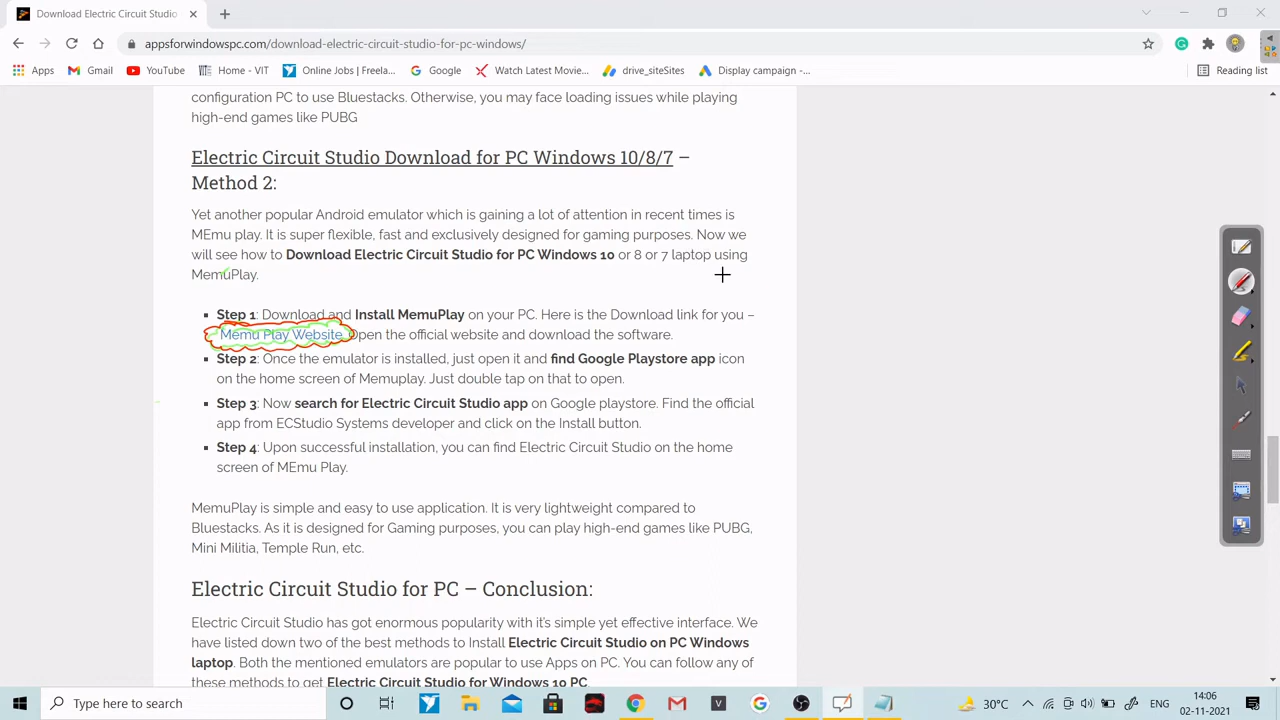 Download Electric Circuit Studio
appsforwindowspc.com/download-electric-circuit-studio-for-pc-windows/
Apps Gmail YouTube Home - VIT Online Jobs | Freela... Google Watch Latest Movie... drive_siteSites Display campaign -... Reading list
configuration PC to use Bluestacks. Otherwise, you may face loading issues while playing
high-end games like PUBG
Electric Circuit Studio Download for PC Windows 10/8/7 –
Method 2:
Yet another popular Android emulator which is gaining a lot of attention in recent times is
MEmu play. It is super flexible, fast and exclusively designed for gaming purposes. Now we
will see how to Download Electric Circuit Studio for PC Windows 10 or 8 or 7 laptop using
MemuPlay.
Step 1: Download and Install MemuPlay on your PC. Here is the Download link for you –
Memu Play Website. Open the official website and download the software.
Step 2: Once the emulator is installed, just open it and find Google Playstore app icon
on the home screen of Memuplay. Just double tap on that to open.
Step 3: Now search for Electric Circuit Studio app on Google playstore. Find the official
app from ECStudio Systems developer and click on the Install button.
Step 4: Upon successful installation, you can find Electric Circuit Studio on the home
screen of MEmu Play.
MemuPlay is simple and easy to use application. It is very lightweight compared to
Bluestacks. As it is designed for Gaming purposes, you can play high-end games like PUBG,
Mini Militia, Temple Run, etc.
Electric Circuit Studio for PC – Conclusion:
Electric Circuit Studio has got enormous popularity with it's simple yet effective interface. We
have listed down two of the best methods to Install Electric Circuit Studio on PC Windows
laptop. Both the mentioned emulators are popular to use Apps on PC. You can follow any of
these methods to get Electric Circuit Studio for Windows 10 PC.
Type here to search
30°C ENG
14:06
02-11-2021